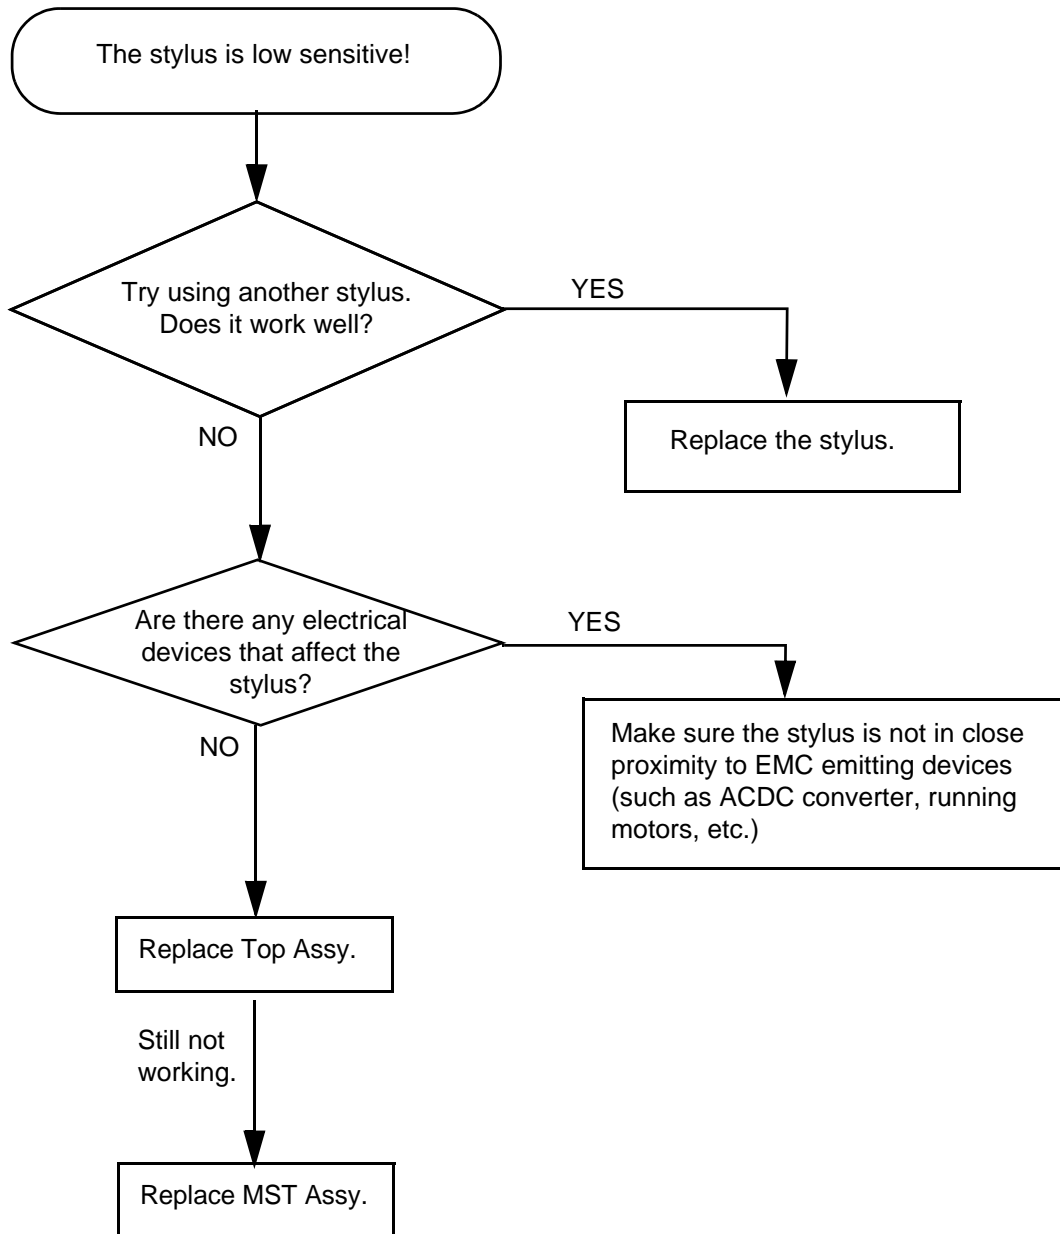 The stylus is low sensitive!
Try using another stylus.
Does it work well?
YES
Replace the stylus.
NO
Are there any electrical
devices that affect the
stylus?
YES
Make sure the stylus is not in close
proximity to EMC emitting devices
(such as ACDC converter, running
motors, etc.)
NO
Replace Top Assy.
Still not
working.
Replace MST Assy.